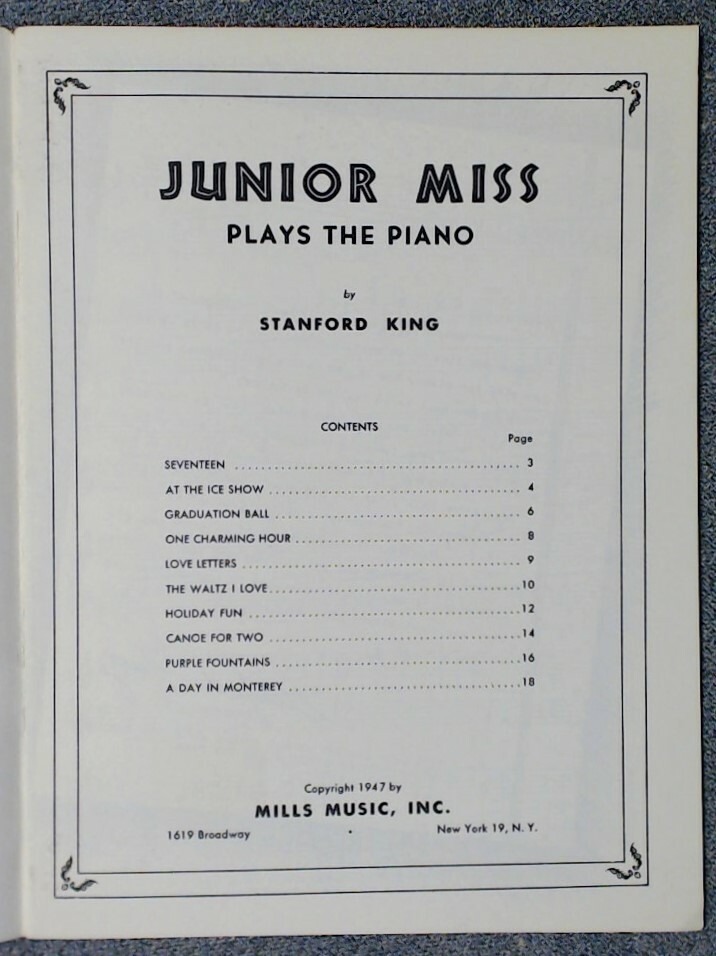 JUNIOR MISS
PLAYS THE PIANO
by
STANFORD KING
CONTENTS
Page
SEVENTEEN ........................................... 3
AT THE ICE SHOW ...................................... 4
GRADUATION BALL ..................................... 6
ONE CHARMING HOUR .................................. 8
LOVE LETTERS .......................................... 9
THE WALTZ I LOVE ...................................... 10
HOLIDAY FUN ......................................... 12
CANOE FOR TWO ...................................... 14
PURPLE FOUNTAINS ..................................... 16
A DAY IN MONTEREY ................................... 18
Copyright 1947 by
MILLS MUSIC, INC.
1619 Broadway • New York 19, N. Y.